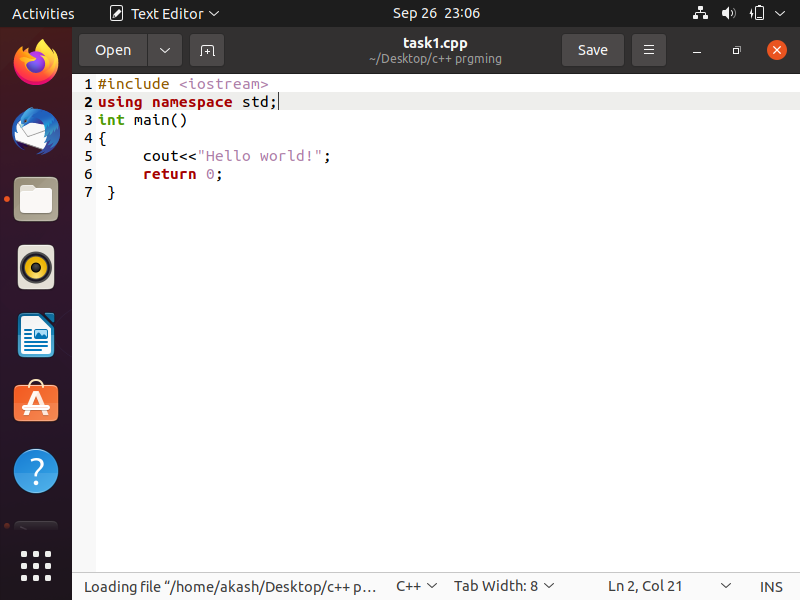 Activities Text Editor Sep 26 23:06
Open task1.cpp Save
~/Desktop/c++ prgming
1 #include <iostream>
2 using namespace std;
3 int main()
4 {
5      cout<<"Hello world!";
6      return 0;
7  }
Loading file “/home/akash/Desktop/c++ p… C++ Tab Width: 8 Ln 2, Col 21 INS